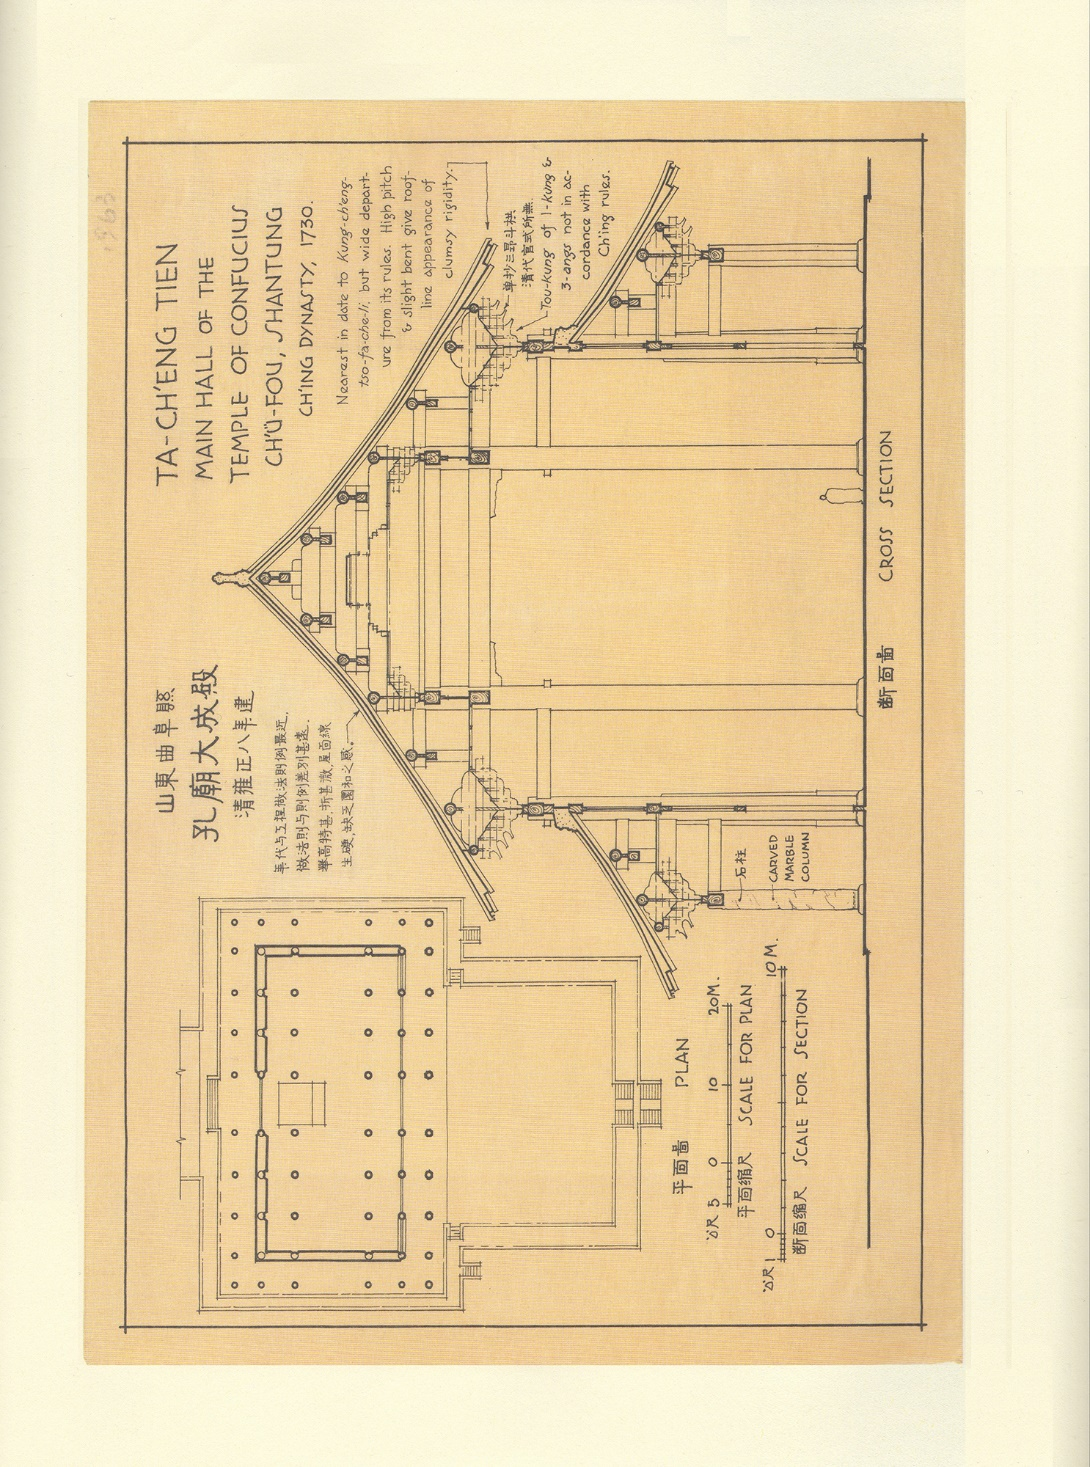 TA-CH'ENG TIEN
MAIN HALL OF THE
TEMPLE OF CONFUCIUS
CH'Ü-FOU, SHANTUNG
CH'ING DYNASTY, 1730.
Nearest in date to Kung-ch'eng-
tso-fa-che-li, but wide depart-
ure from its rules. High pitch
& slight bent give roof-
line appearance of
clumsy rigidity.
单抄三昂斗栱
清代官式所無
Tou-kung of 1-kung &
3-angs not in ac-
cordance with
Ch'ing rules.
山東曲阜縣
孔廟大成殿
清雍正八年建
年代与工程做法則例最近,
做法則与則例差别甚遠.
舉高特甚,折甚微,屋面線
生硬,缺乏圜和之感.
石柱
CARVED
MARBLE
COLUMN
断面啚 CROSS SECTION
平面啚 PLAN
公尺 5 0 10 20M.
平面缩尺 SCALE FOR PLAN
公尺 1 0 10M.
断面缩尺 SCALE FOR SECTION